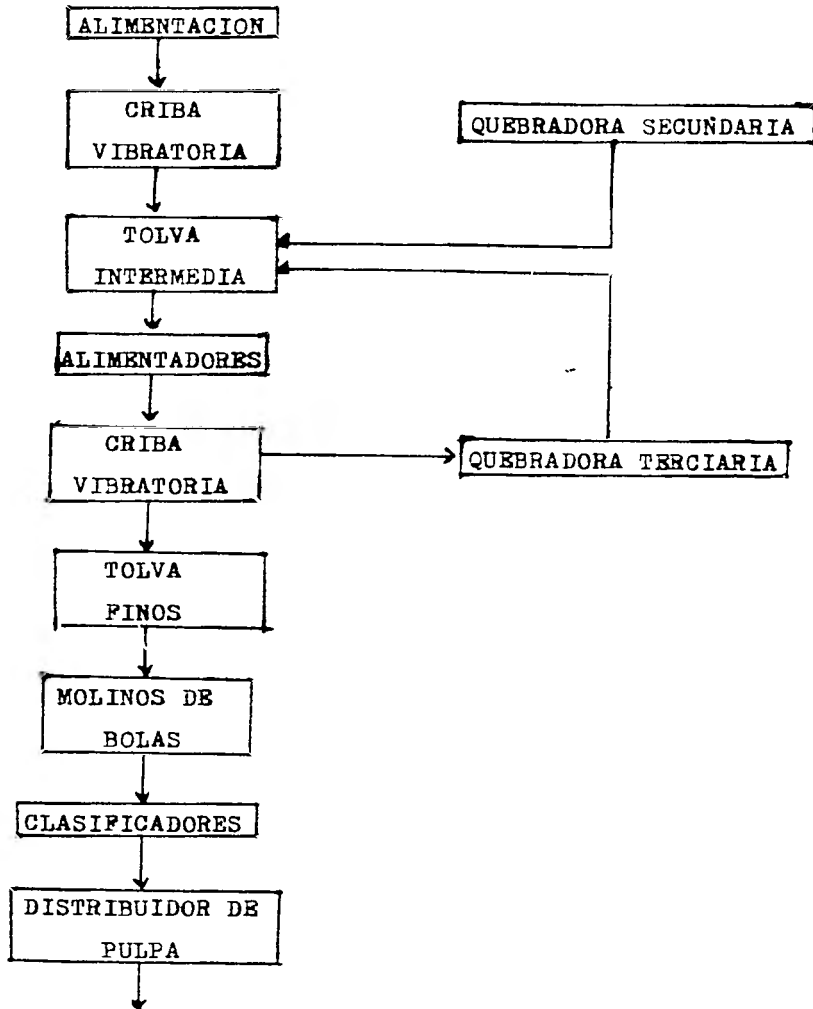 ALIMENTACION
CRIBA
VIBRATORIA
QUEBRADORA SECUNDARIA
TOLVA
INTERMEDIA
ALIMENTADORES
CRIBA
VIBRATORIA
QUEBRADORA TERCIARIA
TOLVA
FINOS
MOLINOS DE
BOLAS
CLASIFICADORES
DISTRIBUIDOR DE
PULPA